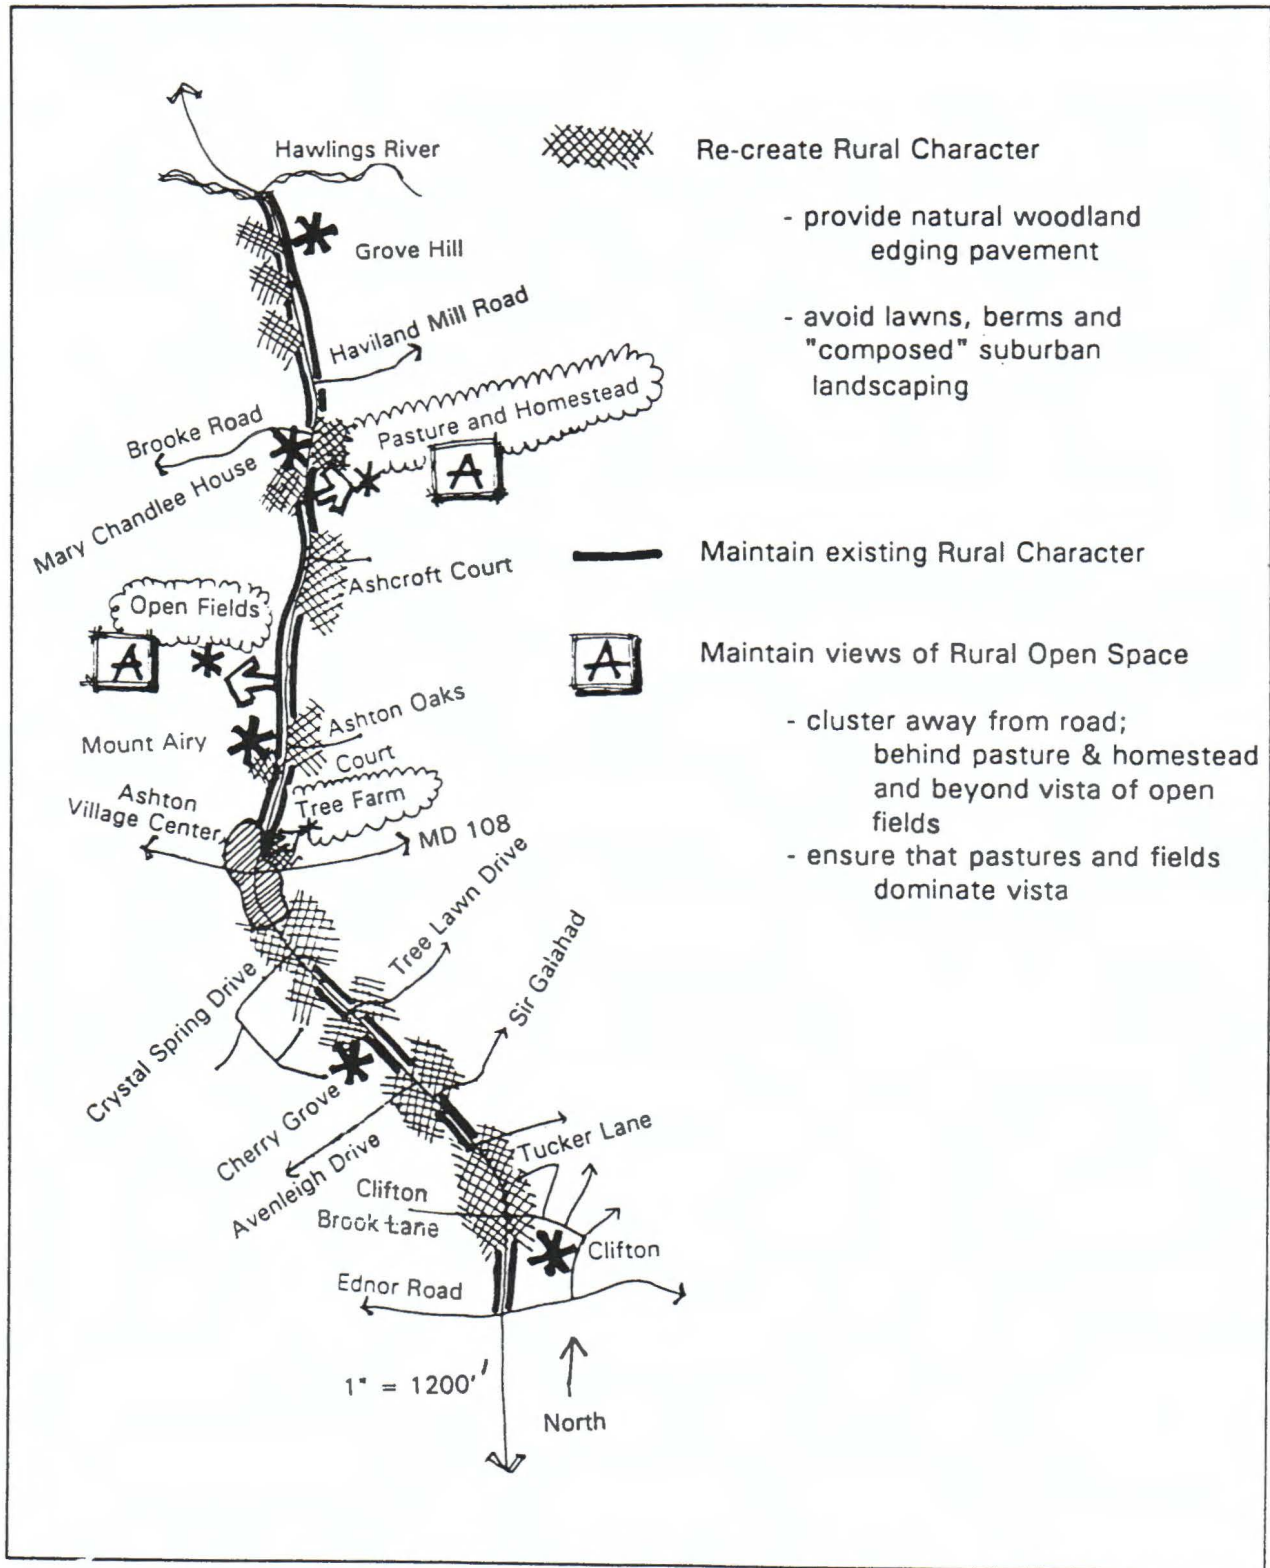 Hawlings River
Grove Hill
Haviland Mill Road
Brooke Road
Pasture and Homestead
A
Mary Chandlee House
Ashcroft Court
Open Fields
A
Ashton Oaks
Court
Mount Airy
Tree Farm
Ashton
Village Center
MD 108
Tree Lawn Drive
Sir Galahad
Crystal Spring Drive
Cherry Grove
Avenleigh Drive
Tucker Lane
Clifton
Brook Lane
Clifton
Ednor Road
1" = 1200'
North
Re-create Rural Character
- provide natural woodland
edging pavement
- avoid lawns, berms and
"composed" suburban
landscaping
Maintain existing Rural Character
A
Maintain views of Rural Open Space
- cluster away from road;
behind pasture & homestead
and beyond vista of open
fields
- ensure that pastures and fields
dominate vista